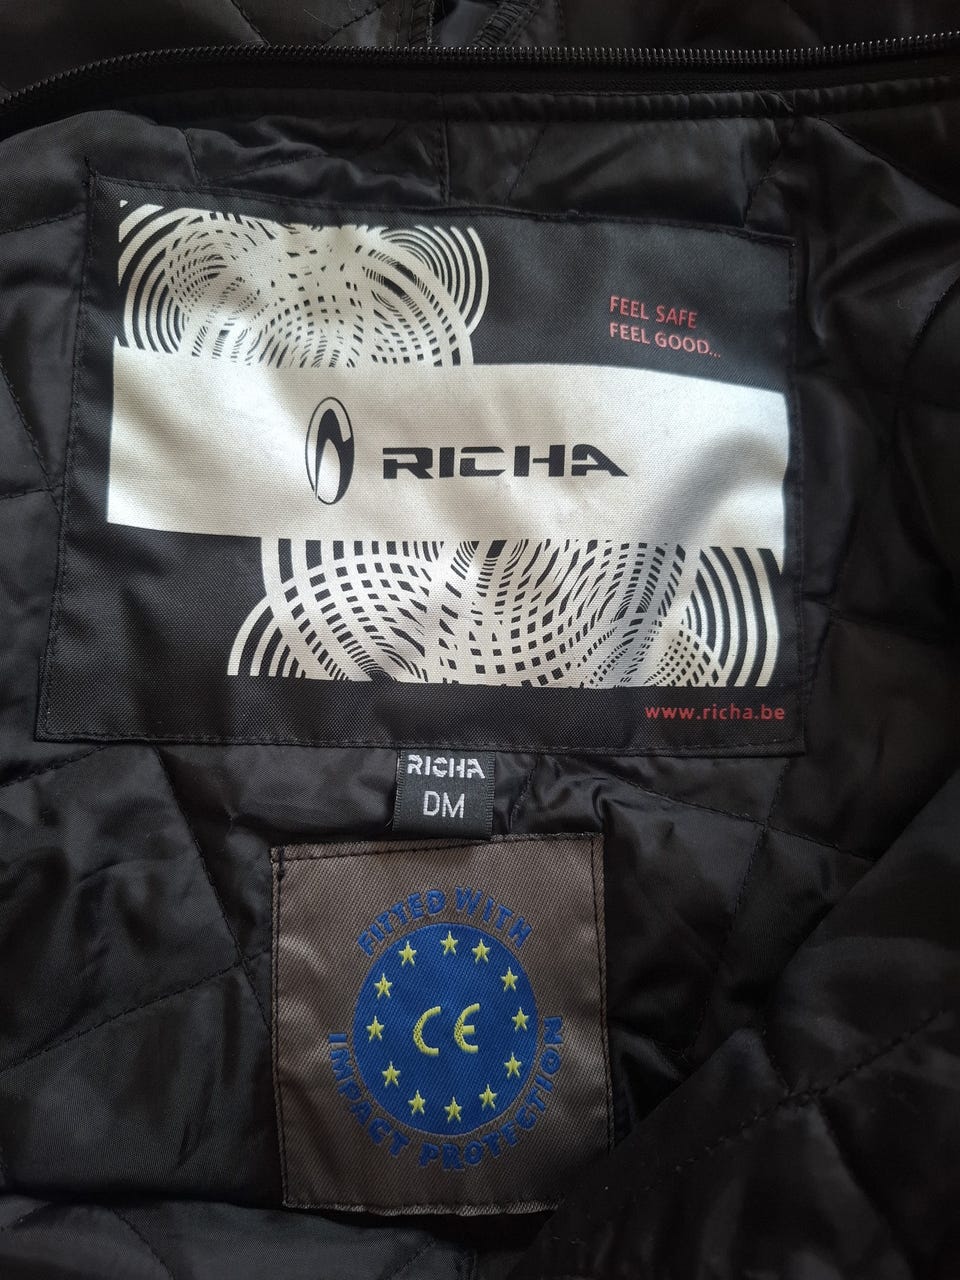 FEEL SAFE
FEEL GOOD...
RICHA
www.richa.be
RICHA
DM
FITTED WITH
CE
IMPACT PROTECTION